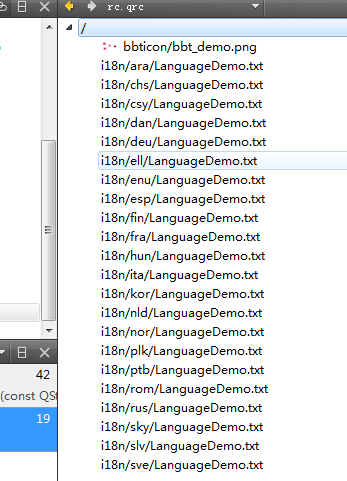 rc.qrc
/
bbticon/bbt_demo.png
i18n/ara/LanguageDemo.txt
i18n/chs/LanguageDemo.txt
i18n/csy/LanguageDemo.txt
i18n/dan/LanguageDemo.txt
i18n/deu/LanguageDemo.txt
i18n/ell/LanguageDemo.txt
i18n/enu/LanguageDemo.txt
i18n/esp/LanguageDemo.txt
i18n/fin/LanguageDemo.txt
i18n/fra/LanguageDemo.txt
i18n/hun/LanguageDemo.txt
i18n/ita/LanguageDemo.txt
i18n/kor/LanguageDemo.txt
i18n/nld/LanguageDemo.txt
i18n/nor/LanguageDemo.txt
i18n/plk/LanguageDemo.txt
i18n/ptb/LanguageDemo.txt
i18n/rom/LanguageDemo.txt
i18n/rus/LanguageDemo.txt
i18n/sky/LanguageDemo.txt
i18n/slv/LanguageDemo.txt
i18n/sve/LanguageDemo.txt
42
(const QSt
19